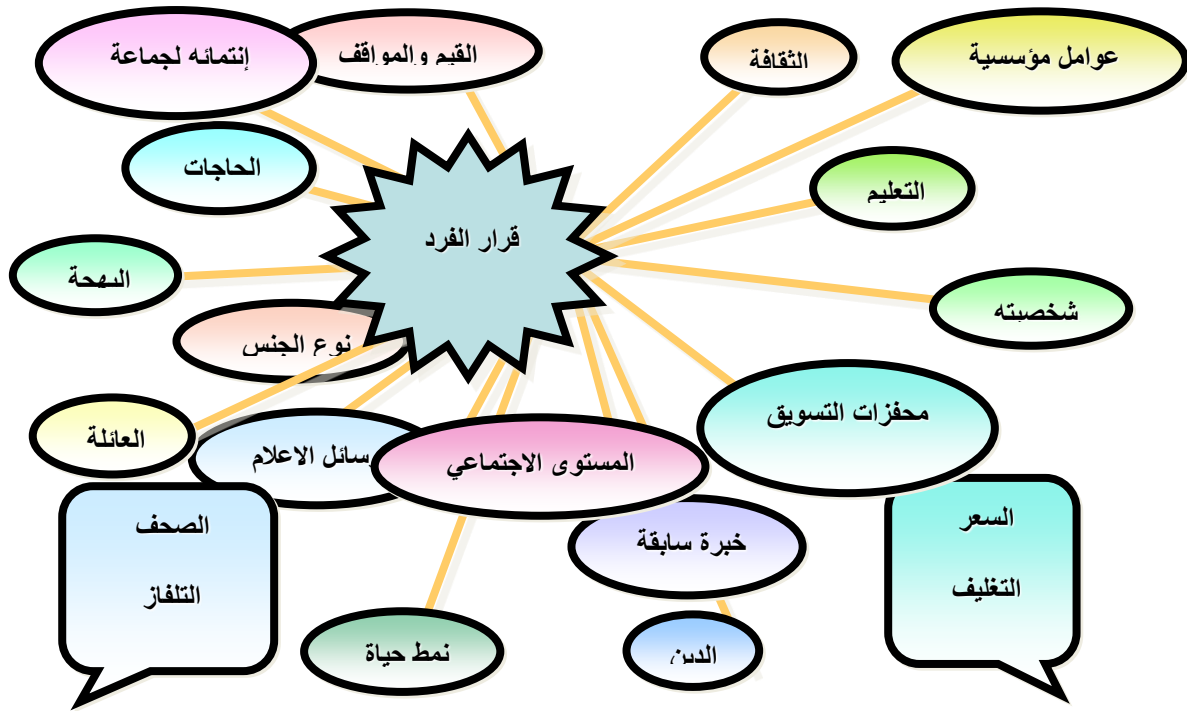 عوامل مؤسسية
الثقافة
القيم والمواقف
إنتمائه لجماعة
التعليم
الحاجات
قرار الفرد
شخصيته
البهجة
نوع الجنس
محفزات التسويق
العائلة
المستوى الاجتماعي
وسائل الاعلام
السعر
التغليف
خبرة سابقة
الصحف
التلفاز
الدين
نمط حياة